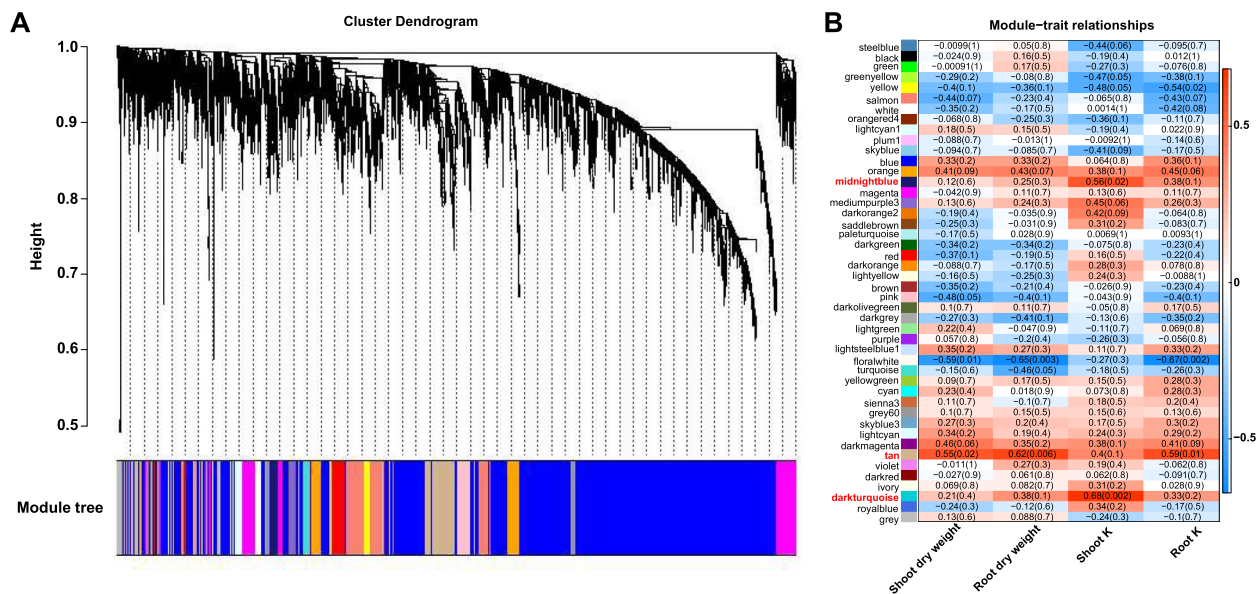 A
Cluster Dendrogram
Height
1.0
0.9
0.8
0.7
0.6
0.5
Module tree
B
Module−trait relationships
steelblue −0.0099(1) 0.05(0.8) −0.44(0.06) −0.095(0.7)
black −0.024(0.9) 0.16(0.5) −0.19(0.4) 0.012(1)
green −0.00091(1) 0.17(0.5) −0.27(0.3) −0.076(0.8)
greenyellow −0.29(0.2) −0.08(0.8) −0.47(0.05) −0.38(0.1)
yellow −0.4(0.1) −0.36(0.1) −0.48(0.05) −0.54(0.02)
salmon −0.44(0.07) −0.23(0.4) −0.065(0.8) −0.43(0.07)
white −0.35(0.2) −0.17(0.5) 0.0014(1) −0.42(0.08)
orangered4 −0.068(0.8) −0.25(0.3) −0.36(0.1) −0.11(0.7)
lightcyan1 0.18(0.5) 0.15(0.5) −0.19(0.4) 0.022(0.9)
plum1 −0.088(0.7) −0.013(1) −0.0092(1) −0.14(0.6)
skyblue −0.094(0.7) −0.085(0.7) −0.41(0.09) −0.17(0.5)
blue 0.33(0.2) 0.33(0.2) 0.064(0.8) 0.36(0.1)
orange 0.41(0.09) 0.43(0.07) 0.38(0.1) 0.45(0.06)
midnightblue 0.12(0.6) 0.25(0.3) 0.56(0.02) 0.38(0.1)
magenta −0.042(0.9) 0.11(0.7) 0.13(0.6) 0.11(0.7)
mediumpurple3 0.13(0.6) 0.24(0.3) 0.45(0.06) 0.26(0.3)
darkorange2 −0.19(0.4) −0.035(0.9) 0.42(0.09) −0.064(0.8)
saddlebrown −0.25(0.3) −0.031(0.9) 0.31(0.2) −0.083(0.7)
paleturquoise −0.17(0.5) 0.028(0.9) 0.0069(1) 0.0093(1)
darkgreen −0.34(0.2) −0.34(0.2) −0.075(0.8) −0.23(0.4)
red −0.37(0.1) −0.19(0.5) 0.16(0.5) −0.22(0.4)
darkorange −0.088(0.7) −0.17(0.5) 0.28(0.3) 0.078(0.8)
lightyellow −0.16(0.5) −0.25(0.3) 0.24(0.3) −0.0088(1)
brown −0.35(0.2) −0.21(0.4) −0.026(0.9) −0.23(0.4)
pink −0.48(0.05) −0.4(0.1) −0.043(0.9) −0.4(0.1)
darkolivegreen 0.1(0.7) 0.11(0.7) −0.05(0.8) 0.17(0.5)
darkgrey −0.27(0.3) −0.41(0.1) −0.13(0.6) −0.35(0.2)
lightgreen 0.22(0.4) −0.047(0.9) −0.11(0.7) 0.069(0.8)
purple 0.057(0.8) −0.2(0.4) −0.26(0.3) −0.056(0.8)
lightsteelblue1 0.35(0.2) 0.27(0.3) 0.11(0.7) 0.33(0.2)
floralwhite −0.59(0.01) −0.65(0.003) −0.27(0.3) −0.67(0.002)
turquoise −0.15(0.6) −0.46(0.05) −0.18(0.5) −0.26(0.3)
yellowgreen 0.09(0.7) 0.17(0.5) 0.15(0.5) 0.28(0.3)
cyan 0.23(0.4) 0.018(0.9) 0.073(0.8) 0.28(0.3)
sienna3 0.11(0.7) −0.1(0.7) 0.18(0.5) 0.2(0.4)
grey60 0.1(0.7) 0.15(0.5) 0.15(0.6) 0.13(0.6)
skyblue3 0.27(0.3) 0.2(0.4) 0.17(0.5) 0.3(0.2)
lightcyan 0.34(0.2) 0.19(0.4) 0.24(0.3) 0.29(0.2)
darkmagenta 0.46(0.06) 0.35(0.2) 0.38(0.1) 0.41(0.09)
tan 0.55(0.02) 0.62(0.006) 0.4(0.1) 0.59(0.01)
violet −0.011(1) 0.27(0.3) 0.19(0.4) −0.062(0.8)
darkred −0.027(0.9) 0.061(0.8) 0.062(0.8) −0.091(0.7)
ivory 0.069(0.8) 0.082(0.7) 0.31(0.2) 0.028(0.9)
darkturquoise 0.21(0.4) 0.38(0.1) 0.68(0.002) 0.33(0.2)
royalblue −0.24(0.3) −0.12(0.6) 0.34(0.2) −0.17(0.5)
grey 0.13(0.6) 0.088(0.7) −0.24(0.3) −0.1(0.7)
Shoot dry weight
Root dry weight
Shoot K
Root K
0.5
0
−0.5